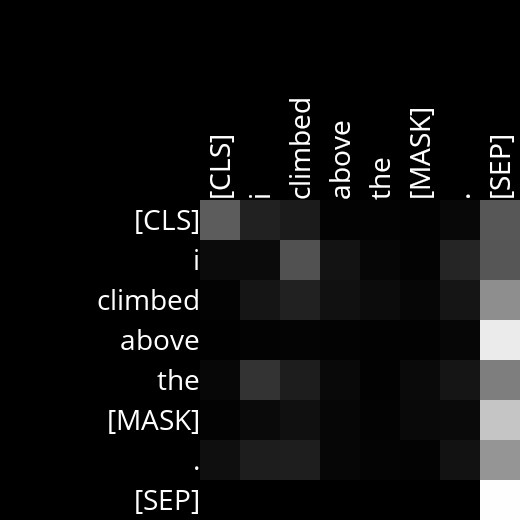 [CLS] i climbed above the [MASK] . [SEP]
[CLS]
i
climbed
above
the
[MASK]
.
[SEP]